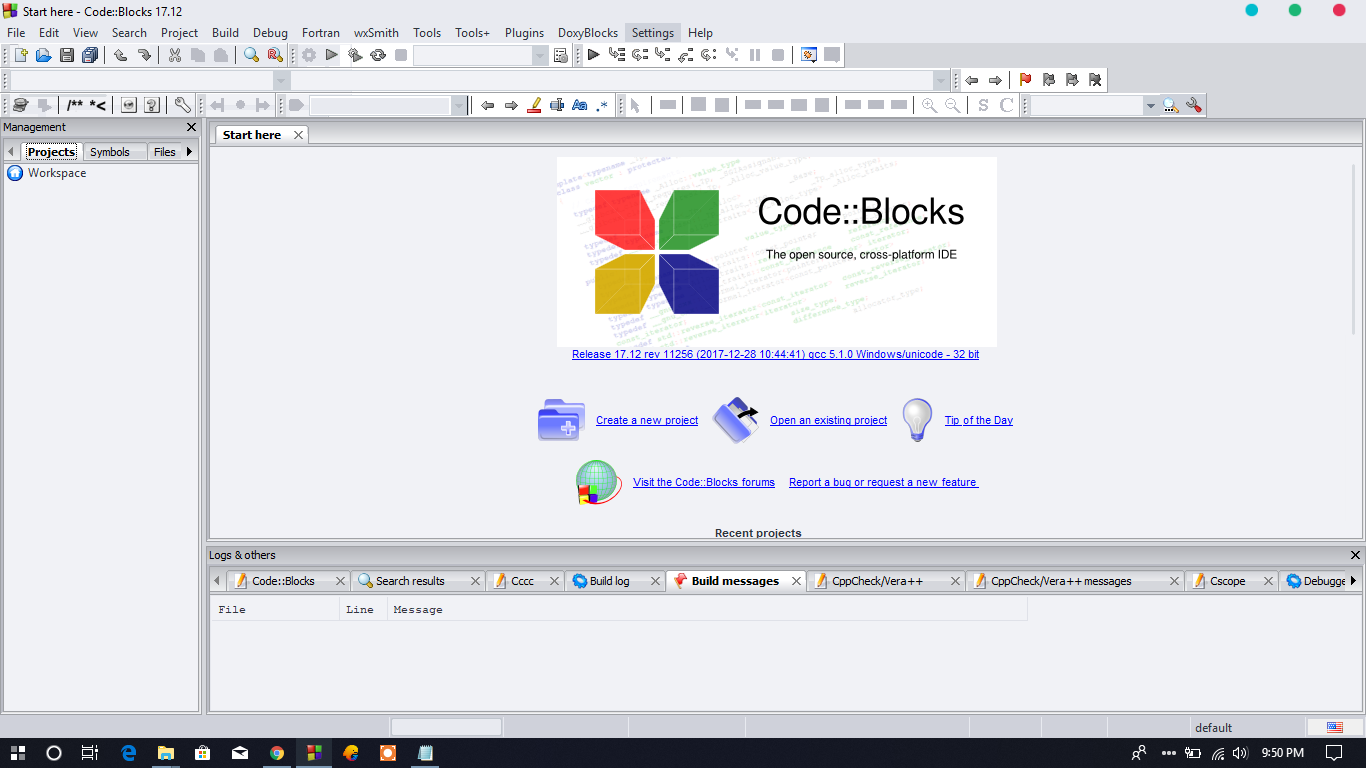 Start here - Code::Blocks 17.12
File Edit View Search Project Build Debug Fortran wxSmith Tools Tools+ Plugins DoxyBlocks Settings Help
/** *<
Aa .*
S C
Management
Projects Symbols Files
Workspace
Start here
Code::Blocks
The open source, cross-platform IDE
Release 17.12 rev 11256 (2017-12-28 10:44:41) gcc 5.1.0 Windows/unicode - 32 bit
Create a new project Open an existing project Tip of the Day
Visit the Code::Blocks forums Report a bug or request a new feature
Recent projects
Logs & others
Code::Blocks Search results Cccc Build log Build messages CppCheck/Vera++ CppCheck/Vera++ messages Cscope Debugge
File Line Message
default
9:50 PM